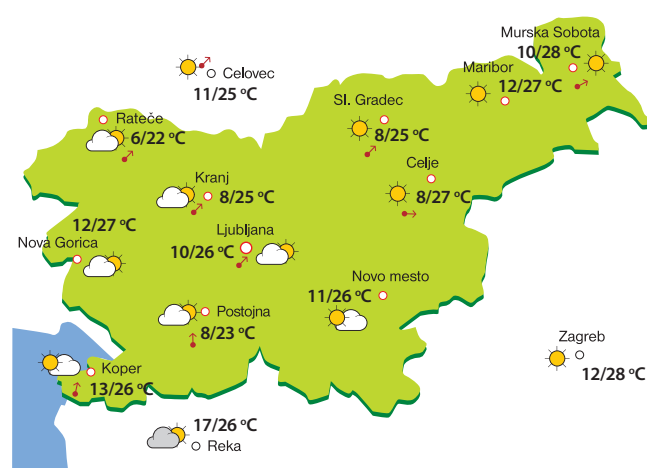 Murska Sobota
10/28 °C
Maribor
12/27 °C
Celovec
11/25 °C
Sl. Gradec
8/25 °C
Rateče
6/22 °C
Celje
8/27 °C
Kranj
8/25 °C
12/27 °C
Nova Gorica
Ljubljana
10/26 °C
Novo mesto
11/26 °C
Postojna
8/23 °C
Zagreb
12/28 °C
Koper
13/26 °C
17/26 °C
Reka